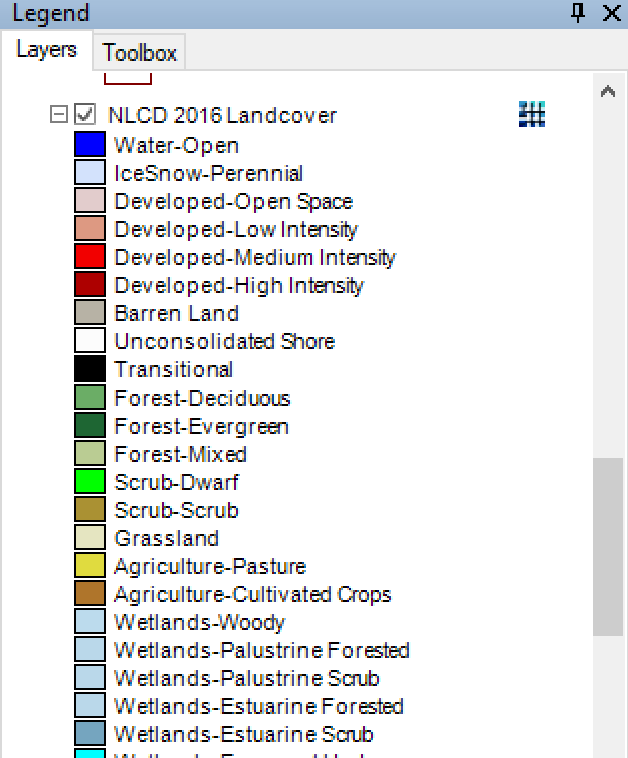 Legend
Layers
Toolbox
NLCD 2016 Landcover
Water-Open
IceSnow-Perennial
Developed-Open Space
Developed-Low Intensity
Developed-Medium Intensity
Developed-High Intensity
Barren Land
Unconsolidated Shore
Transitional
Forest-Deciduous
Forest-Evergreen
Forest-Mixed
Scrub-Dwarf
Scrub-Scrub
Grassland
Agriculture-Pasture
Agriculture-Cultivated Crops
Wetlands-Woody
Wetlands-Palustrine Forested
Wetlands-Palustrine Scrub
Wetlands-Estuarine Forested
Wetlands-Estuarine Scrub